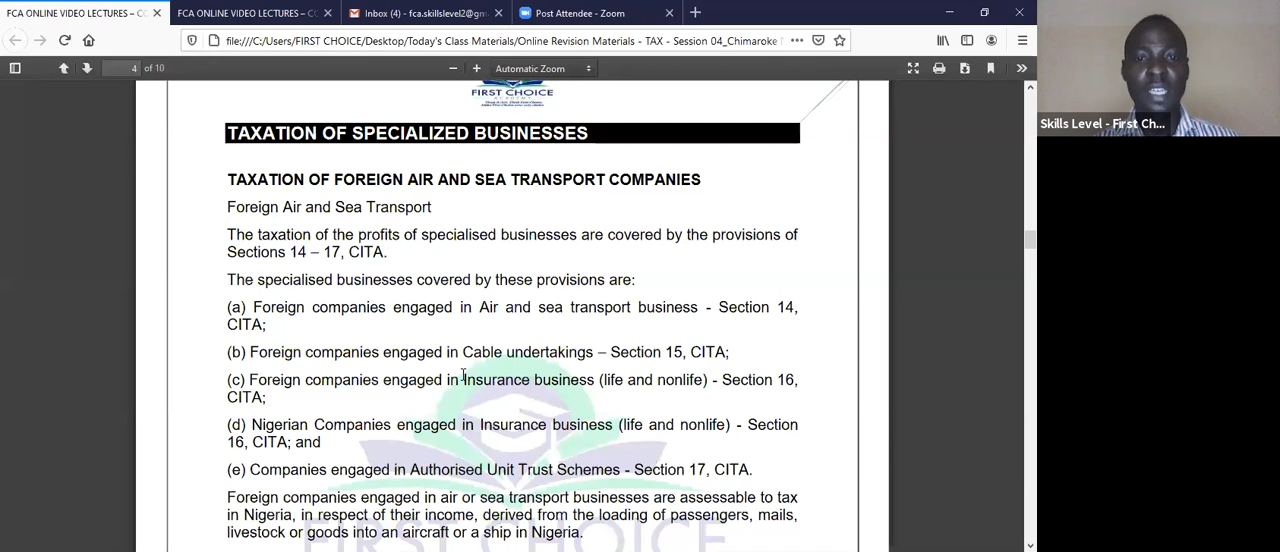 FCA ONLINE VIDEO LECTURES – CO
FCA ONLINE VIDEO LECTURES – CC
Inbox (4) - fca.skillslevel2@gm
Post Attendee - Zoom
file:///C:/Users/FIRST CHOICE/Desktop/Today's Class Materials/Online Revision Materials - TAX - Session 04_Chimaroke
4 of 10
Automatic Zoom
FIRST CHOICE
Skills Level - First Ch...
TAXATION OF SPECIALIZED BUSINESSES
TAXATION OF FOREIGN AIR AND SEA TRANSPORT COMPANIES
Foreign Air and Sea Transport
The taxation of the profits of specialised businesses are covered by the provisions of
Sections 14 – 17, CITA.
The specialised businesses covered by these provisions are:
(a) Foreign companies engaged in Air and sea transport business - Section 14,
CITA;
(b) Foreign companies engaged in Cable undertakings – Section 15, CITA;
(c) Foreign companies engaged in Insurance business (life and nonlife) - Section 16,
CITA;
(d) Nigerian Companies engaged in Insurance business (life and nonlife) - Section
16, CITA; and
(e) Companies engaged in Authorised Unit Trust Schemes - Section 17, CITA.
Foreign companies engaged in air or sea transport businesses are assessable to tax
in Nigeria, in respect of their income, derived from the loading of passengers, mails,
livestock or goods into an aircraft or a ship in Nigeria.
FIRST CHOICE